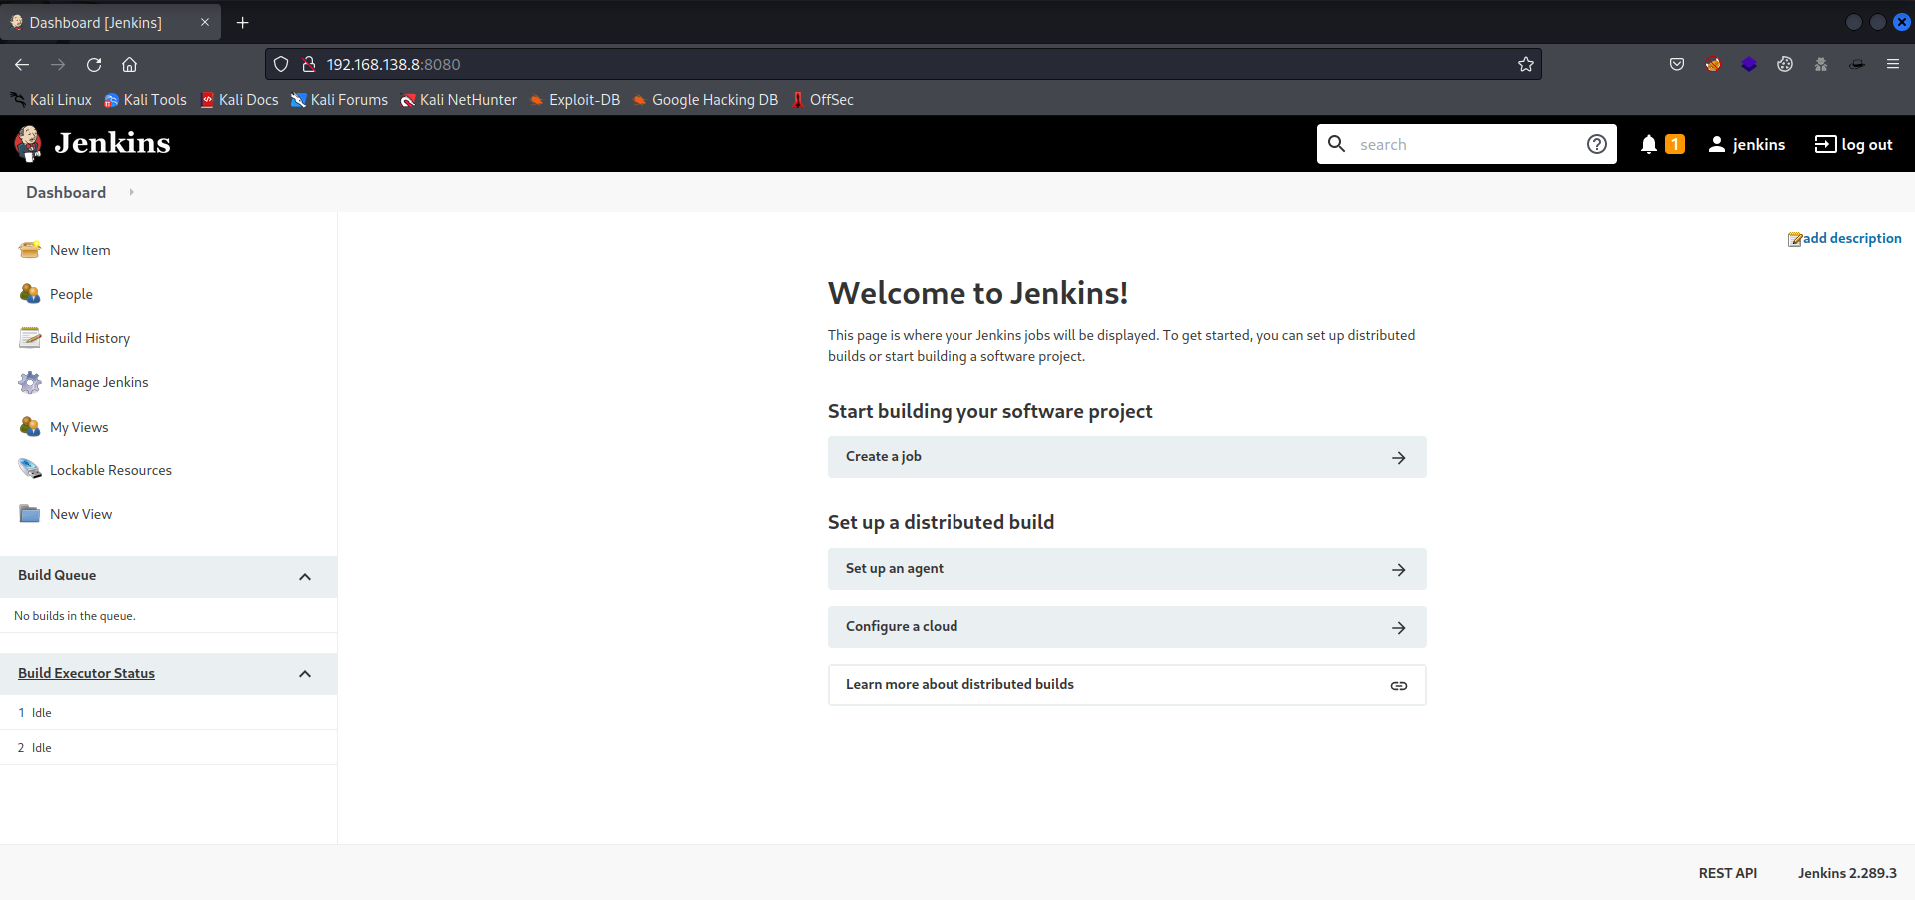 Dashboard [Jenkins]
192.168.138.8:8080
Kali Linux Kali Tools Kali Docs Kali Forums Kali NetHunter Exploit-DB Google Hacking DB OffSec
Jenkins search 1 jenkins log out
Dashboard
New Item
People
Build History
Manage Jenkins
My Views
Lockable Resources
New View
Build Queue
No builds in the queue.
Build Executor Status
1 Idle
2 Idle
add description
Welcome to Jenkins!
This page is where your Jenkins jobs will be displayed. To get started, you can set up distributed
builds or start building a software project.
Start building your software project
Create a job
Set up a distributed build
Set up an agent
Configure a cloud
Learn more about distributed builds
REST API Jenkins 2.289.3